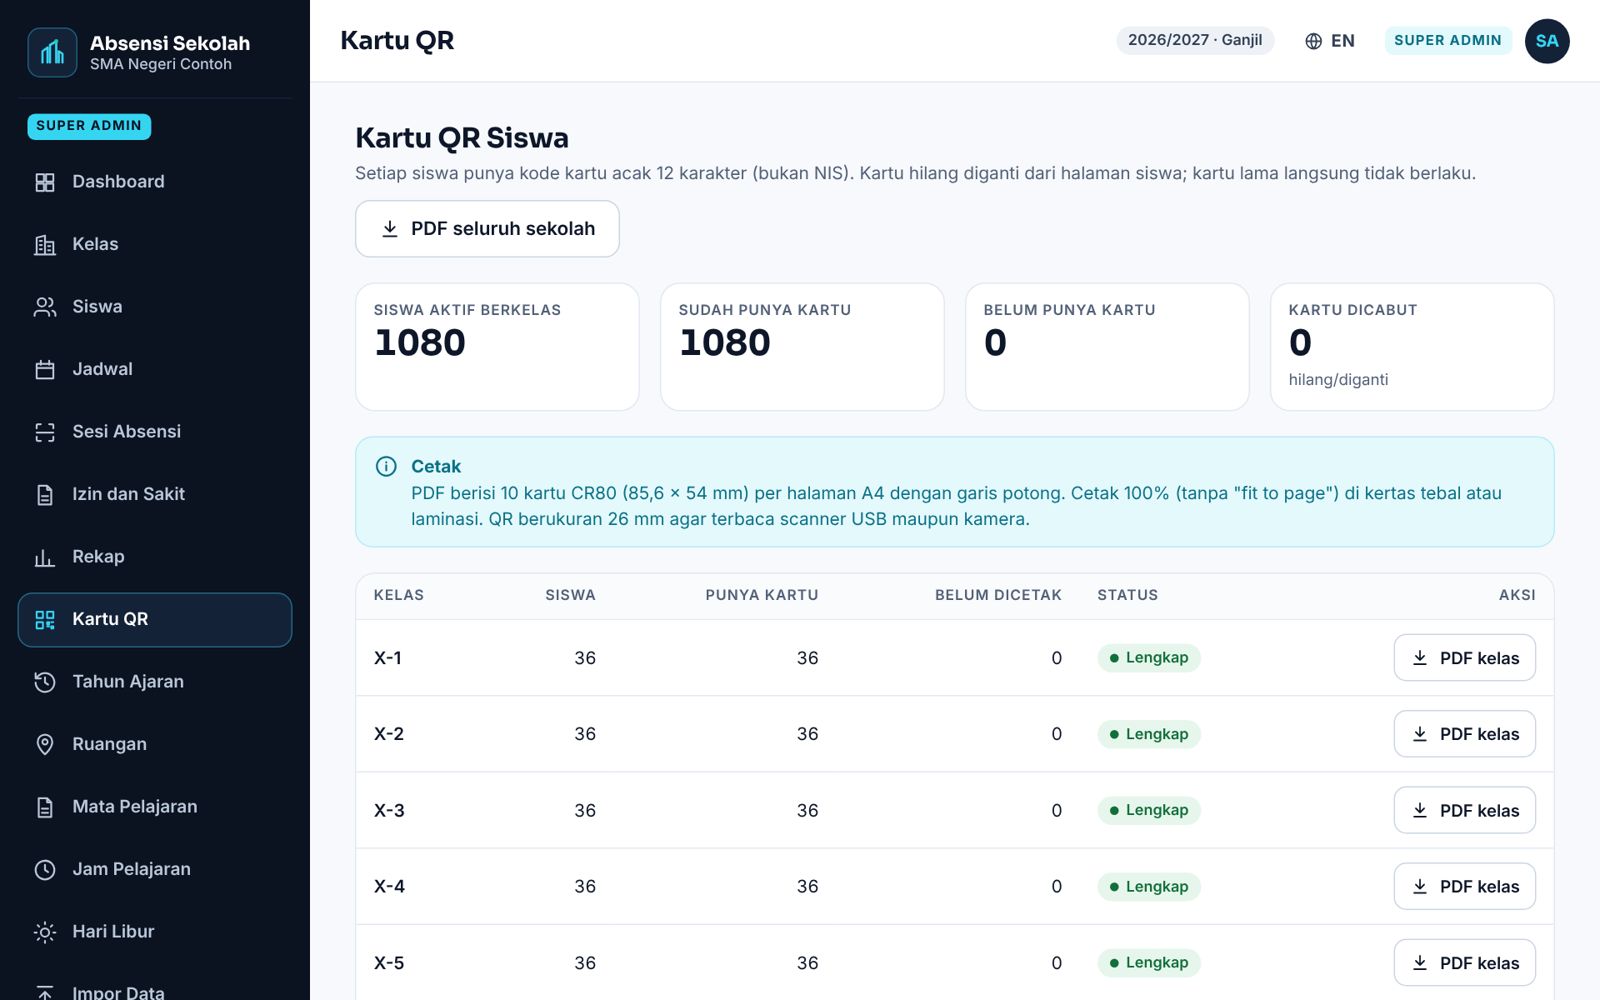 Absensi Sekolah
SMA Negeri Contoh
SUPER ADMIN
Dashboard
Kelas
Siswa
Jadwal
Sesi Absensi
Izin dan Sakit
Rekap
Kartu QR
Tahun Ajaran
Ruangan
Mata Pelajaran
Jam Pelajaran
Hari Libur
Impor Data
Kartu QR
2026/2027 · Ganjil
EN
SUPER ADMIN
SA
Kartu QR Siswa
Setiap siswa punya kode kartu acak 12 karakter (bukan NIS). Kartu hilang diganti dari halaman siswa; kartu lama langsung tidak berlaku.
PDF seluruh sekolah
SISWA AKTIF BERKELAS
1080
SUDAH PUNYA KARTU
1080
BELUM PUNYA KARTU
0
KARTU DICABUT
0
hilang/diganti
Cetak
PDF berisi 10 kartu CR80 (85,6 × 54 mm) per halaman A4 dengan garis potong. Cetak 100% (tanpa "fit to page") di kertas tebal atau
laminasi. QR berukuran 26 mm agar terbaca scanner USB maupun kamera.
KELAS SISWA PUNYA KARTU BELUM DICETAK STATUS AKSI
X-1 36 36 0 Lengkap PDF kelas
X-2 36 36 0 Lengkap PDF kelas
X-3 36 36 0 Lengkap PDF kelas
X-4 36 36 0 Lengkap PDF kelas
X-5 36 36 0 Lengkap PDF kelas